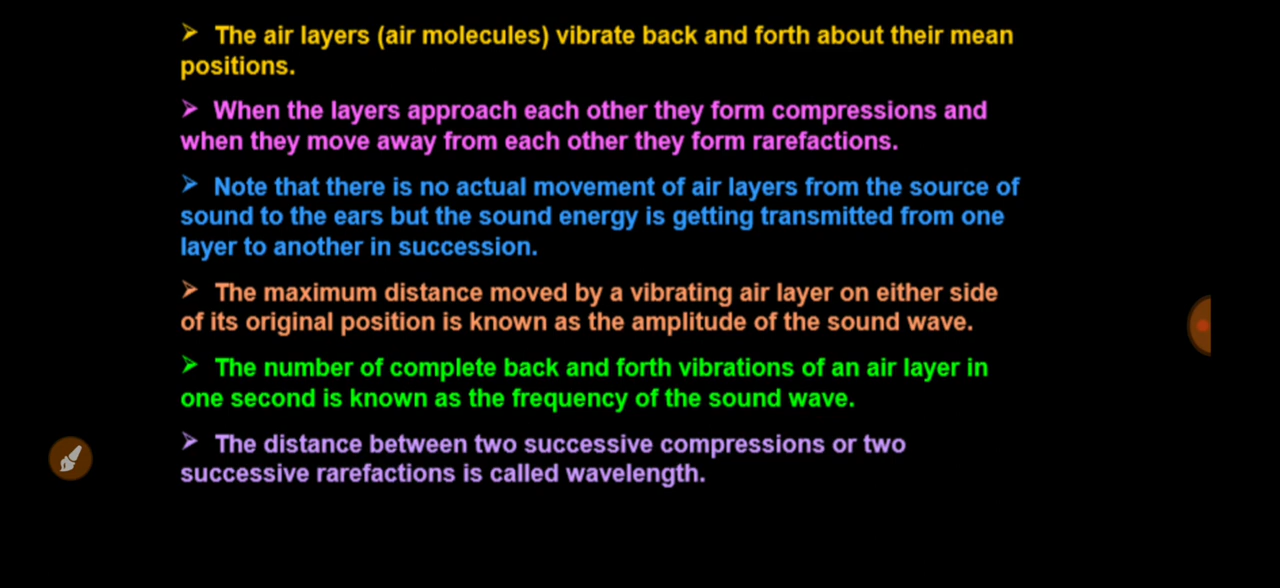 ➢ The air layers (air molecules) vibrate back and forth about their mean
positions.
➢ When the layers approach each other they form compressions and
when they move away from each other they form rarefactions.
➢ Note that there is no actual movement of air layers from the source of
sound to the ears but the sound energy is getting transmitted from one
layer to another in succession.
➢ The maximum distance moved by a vibrating air layer on either side
of its original position is known as the amplitude of the sound wave.
➢ The number of complete back and forth vibrations of an air layer in
one second is known as the frequency of the sound wave.
➢ The distance between two successive compressions or two
successive rarefactions is called wavelength.